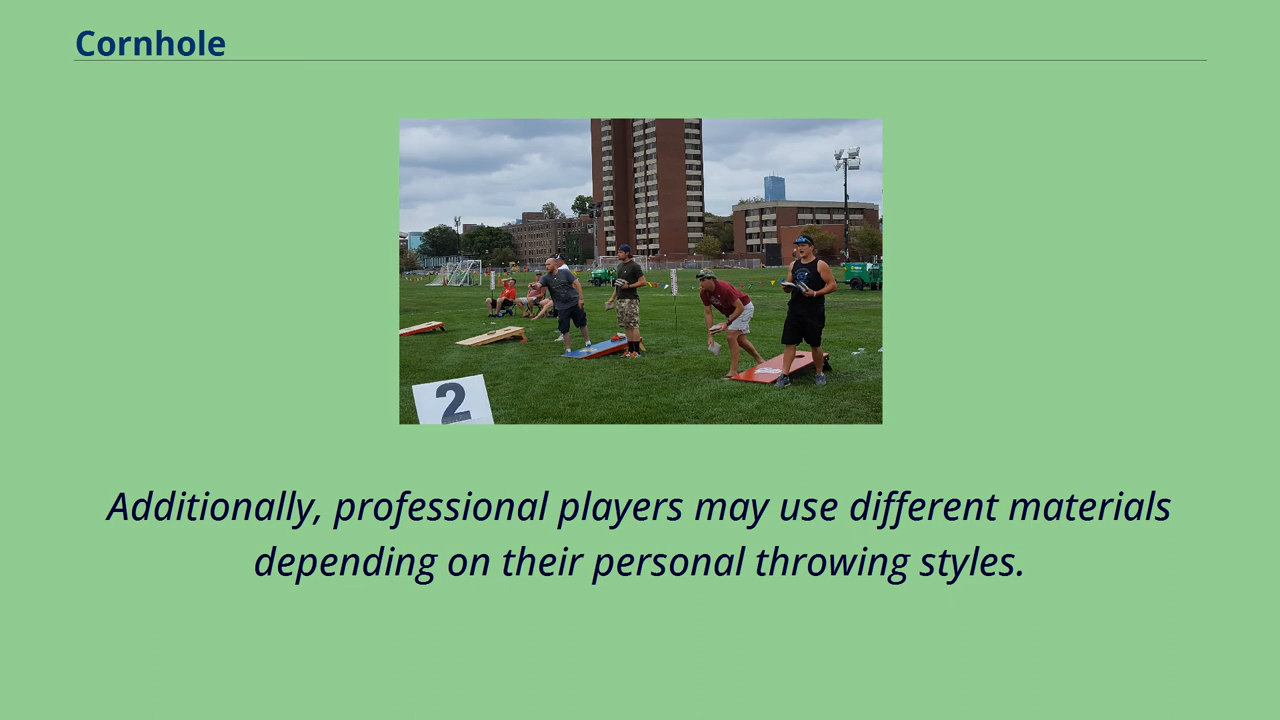 Cornhole
2
Additionally, professional players may use different materials
depending on their personal throwing styles.